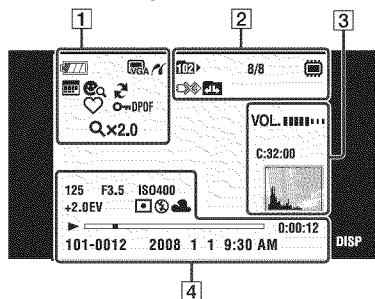 1 2 3
VGA 102 8/8
DPOF
×2.0
VOL.
C:32:00
125 F3.5 ISO400
+2.0EV
0:00:12
101-0012 2008 1 1 9:30 AM
DISP
4